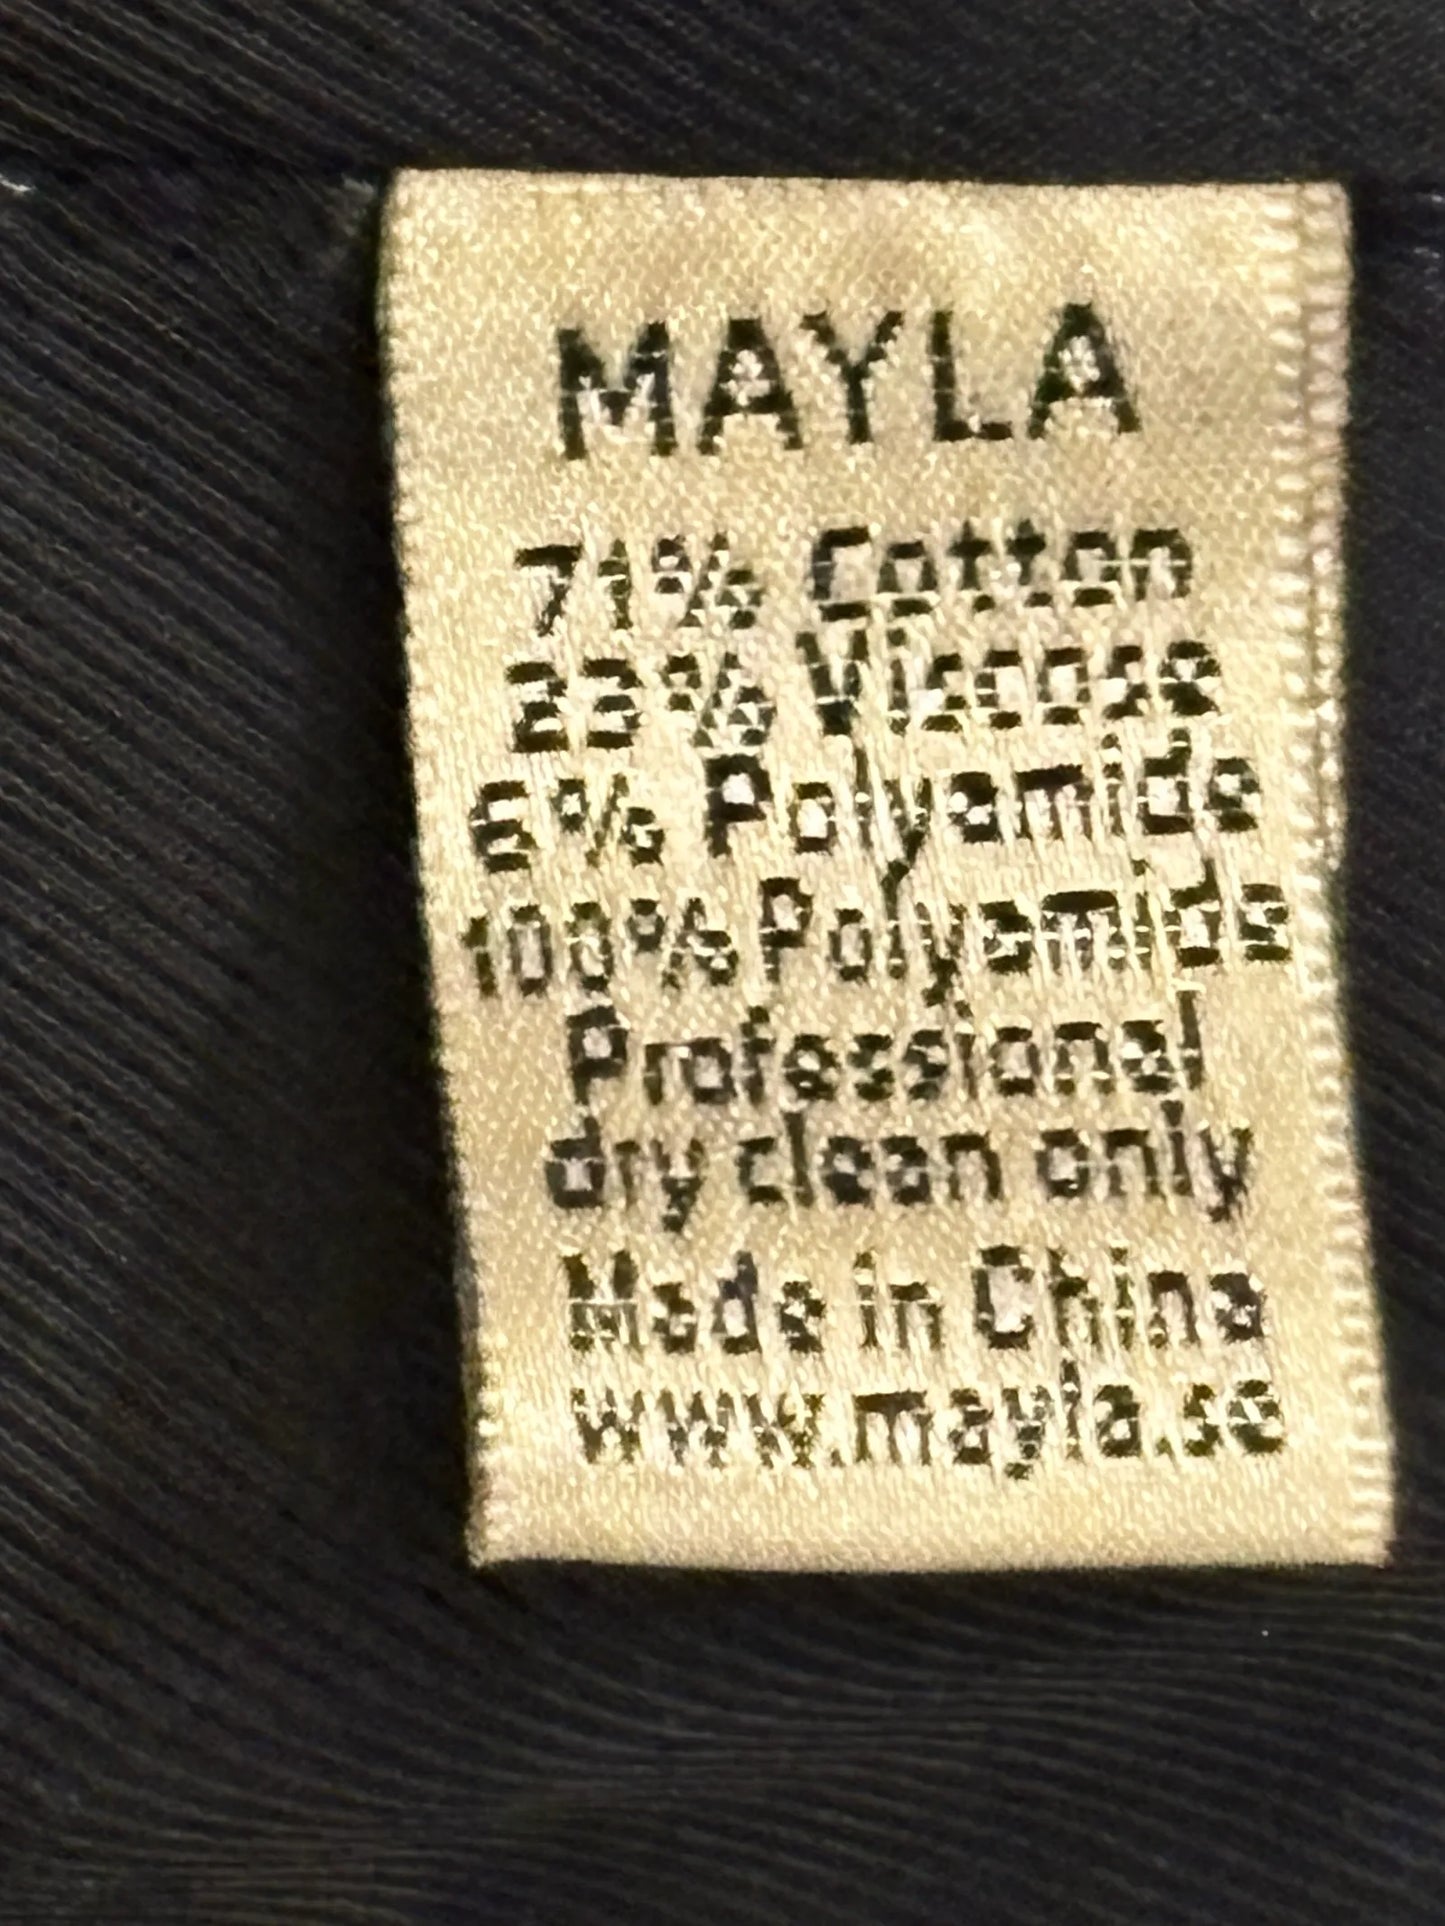 MAYLA
71% Cotton
23% Viscose
6% Polyamide
100% Polyamide
Professional
dry clean only
Made in China
www.mayla.se